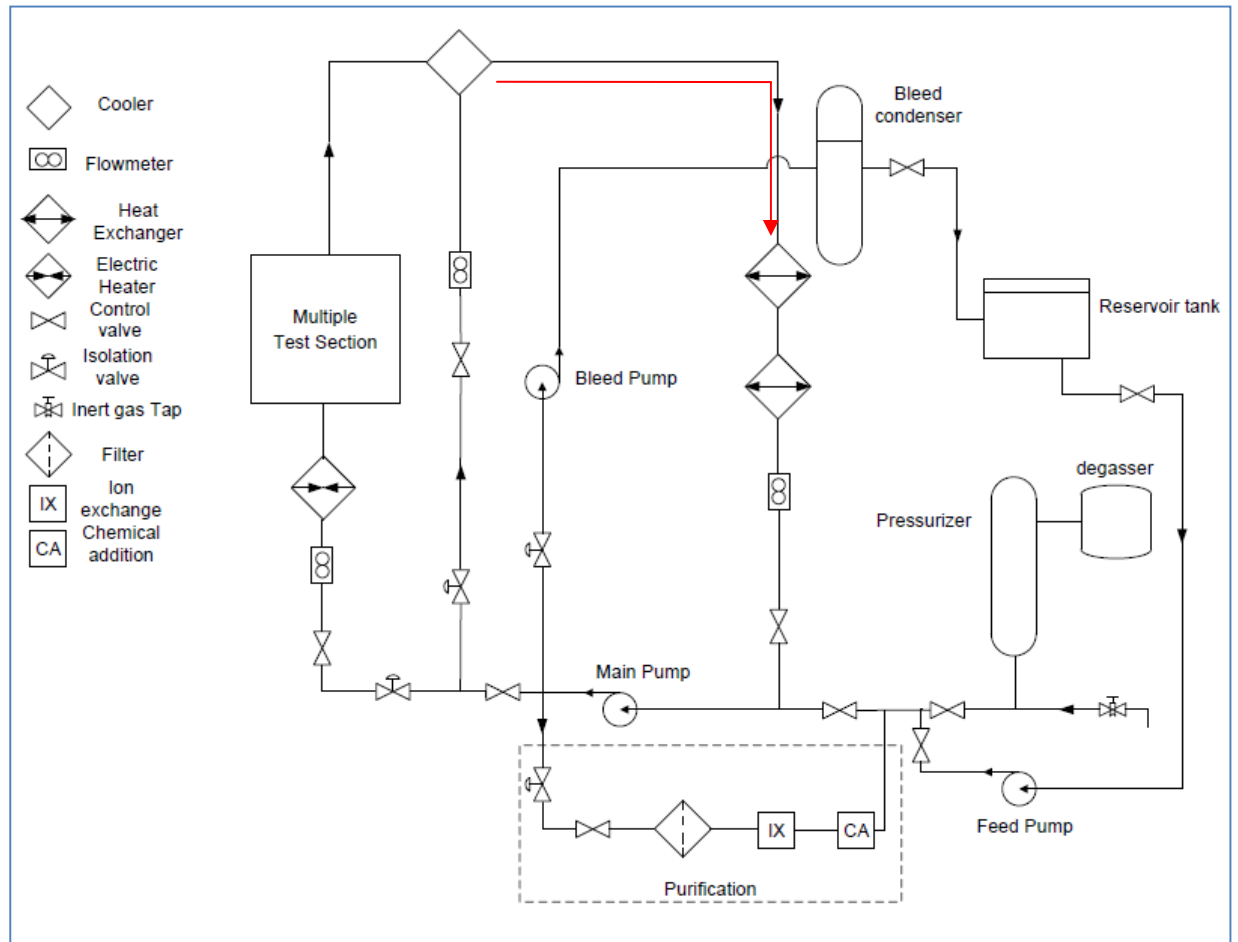 Cooler
Flowmeter
Heat
Exchanger
Electric
Heater
Control
valve
Isolation
valve
Inert gas Tap
Filter
IX
Ion
exchange
CA
Chemical
addition
Multiple
Test Section
Bleed
condenser
Reservoir tank
Bleed Pump
degasser
Pressurizer
Main Pump
Feed Pump
IX
CA
Purification